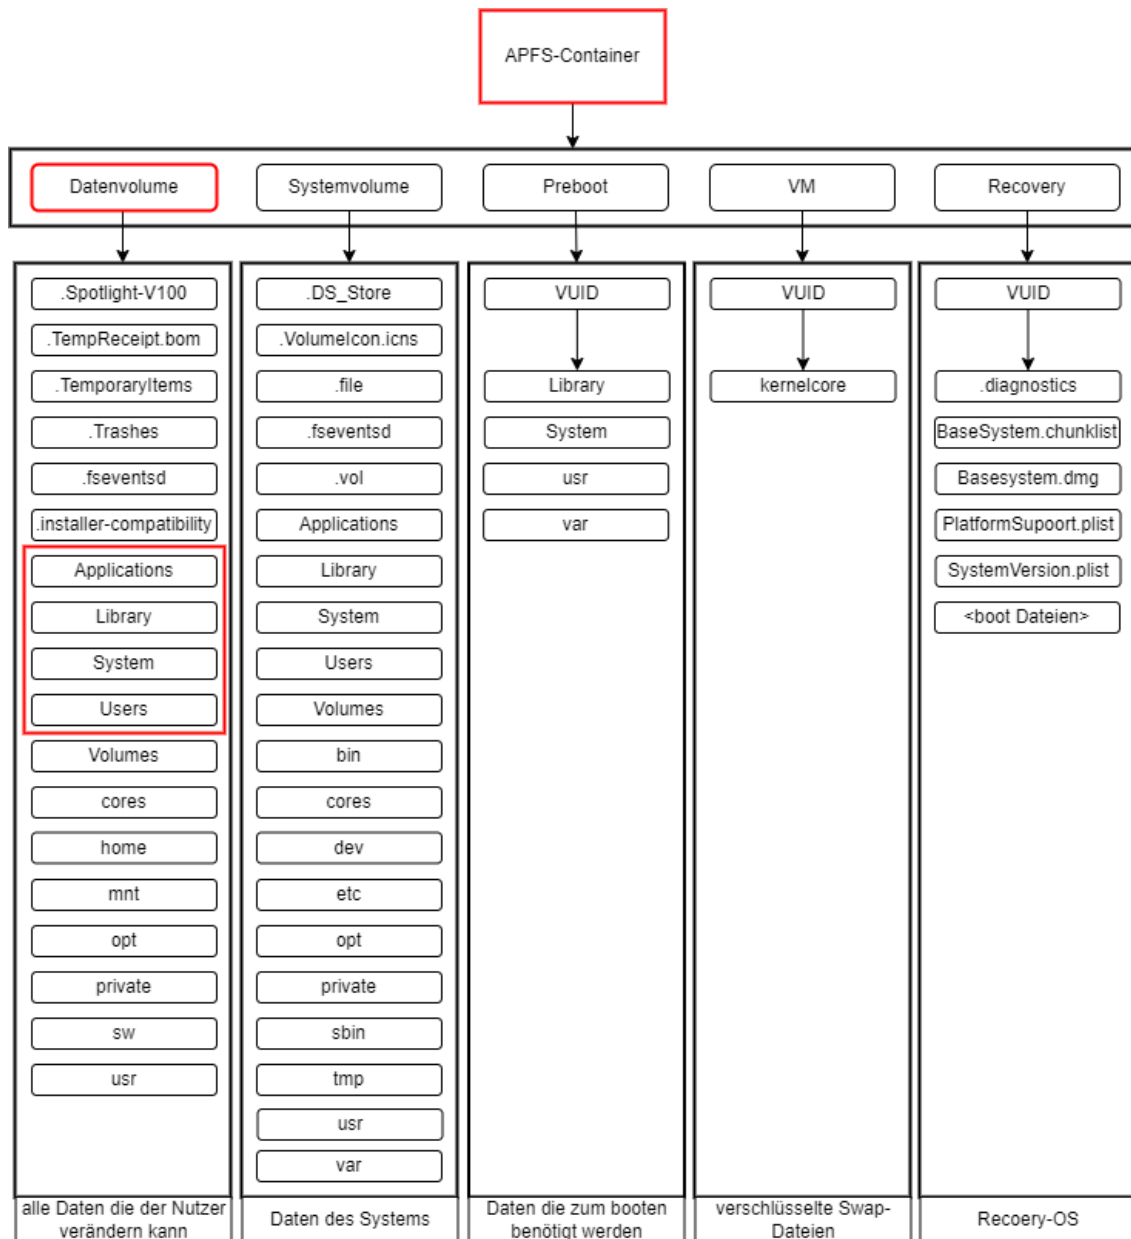 APFS-Container
Datenvolume
Systemvolume
Preboot
VM
Recovery
.Spotlight-V100
.TempReceipt.bom
.TemporaryItems
.Trashes
.fseventsd
.installer-compatibility
Applications
Library
System
Users
Volumes
cores
home
mnt
opt
private
sw
usr
alle Daten die der Nutzer
verändern kann
.DS_Store
.VolumeIcon.icns
.file
.fseventsd
.vol
Applications
Library
System
Users
Volumes
bin
cores
dev
etc
opt
private
sbin
tmp
usr
var
Daten des Systems
VUID
Library
System
usr
var
Daten die zum booten
benötigt werden
VUID
kernelcore
verschlüsselte Swap-
Dateien
VUID
.diagnostics
BaseSystem.chunklist
Basesystem.dmg
PlatformSupoort.plist
SystemVersion.plist
<boot Dateien>
Recoery-OS